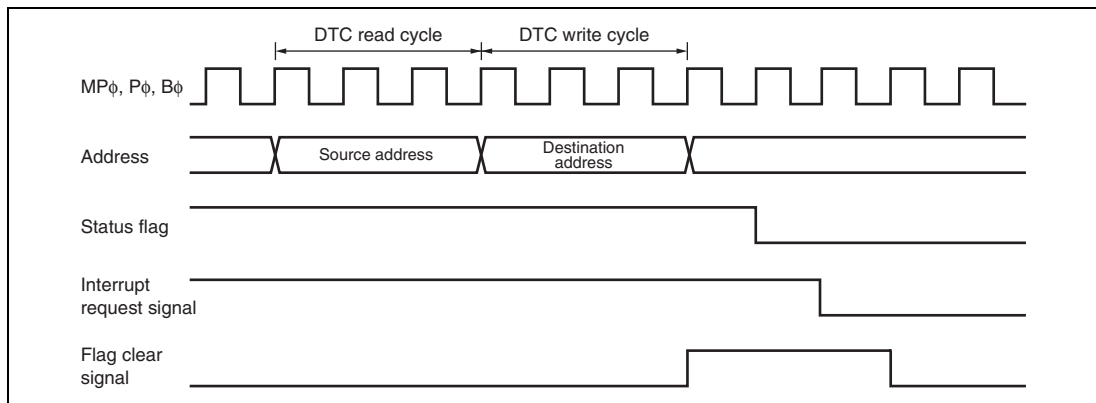 DTC read cycle DTC write cycle
MPϕ, Pϕ, Bϕ
Address
Source address
Destination
address
Status flag
Interrupt
request signal
Flag clear
signal